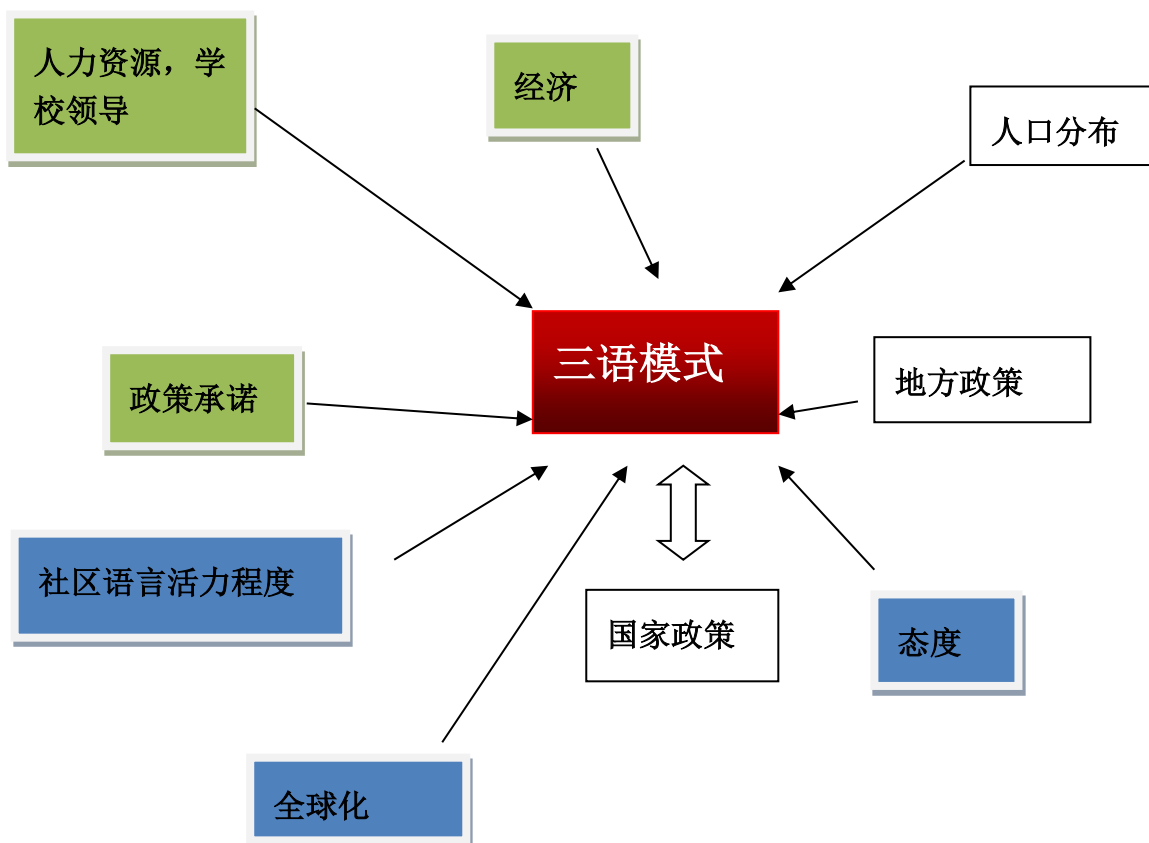 人力资源，学
校领导
经济
人口分布
三语模式
地方政策
政策承诺
社区语言活力程度
国家政策
态度
全球化